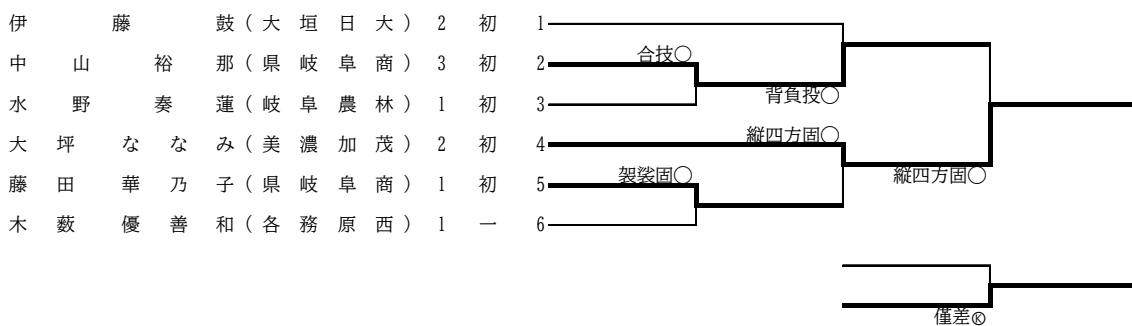 伊藤鼓(大垣日大) 2 初 1
合技○
中山裕那(県岐阜商) 3 初 2
背負投○
水野奏蓮(岐阜農林) 1 初 3
縦四方固○
大坪ななみ(美濃加茂) 2 初 4
袈裟固○
縦四方固○
藤田華乃子(県岐阜商) 1 初 5
木薮優善和(各務原西) 1 一 6
僅差Ⓚ